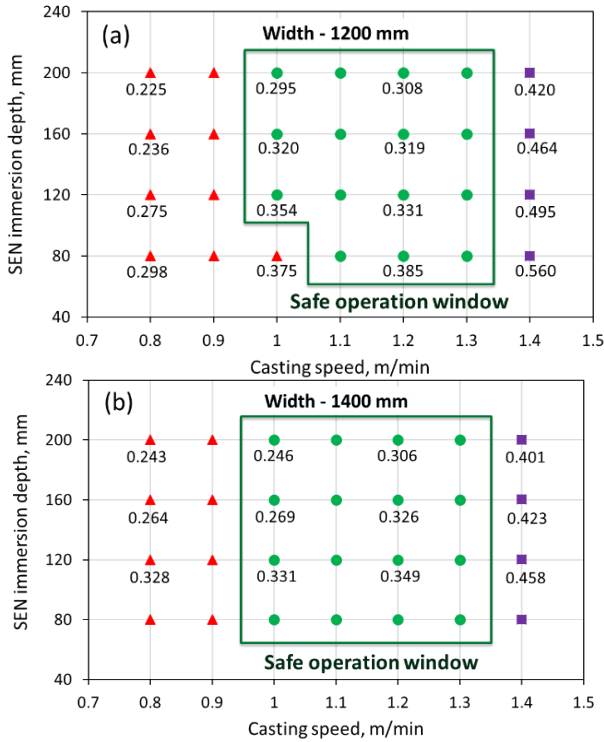 (a)
Width - 1200 mm
240
200
0.225 0.295 0.308 0.420
160
0.236 0.320 0.319 0.464
120
0.275 0.354 0.331 0.495
80
0.298 0.375 0.385 0.560
Safe operation window
40
0.7 0.8 0.9 1 1.1 1.2 1.3 1.4 1.5
SEN immersion depth, mm
Casting speed, m/min
(b)
Width - 1400 mm
240
200
0.243 0.246 0.306 0.401
160
0.264 0.269 0.326 0.423
120
0.328 0.331 0.349 0.458
80
Safe operation window
40
0.7 0.8 0.9 1 1.1 1.2 1.3 1.4 1.5
SEN immersion depth, mm
Casting speed, m/min